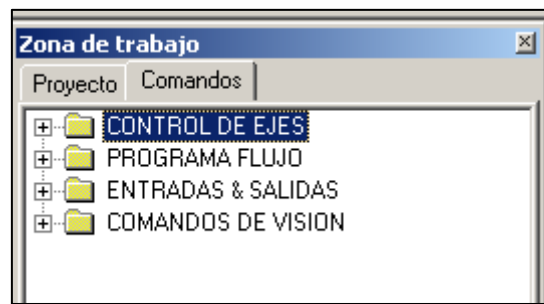 Zona de trabajo
Proyecto Comandos
CONTROL DE EJES
PROGRAMA FLUJO
ENTRADAS & SALIDAS
COMANDOS DE VISION